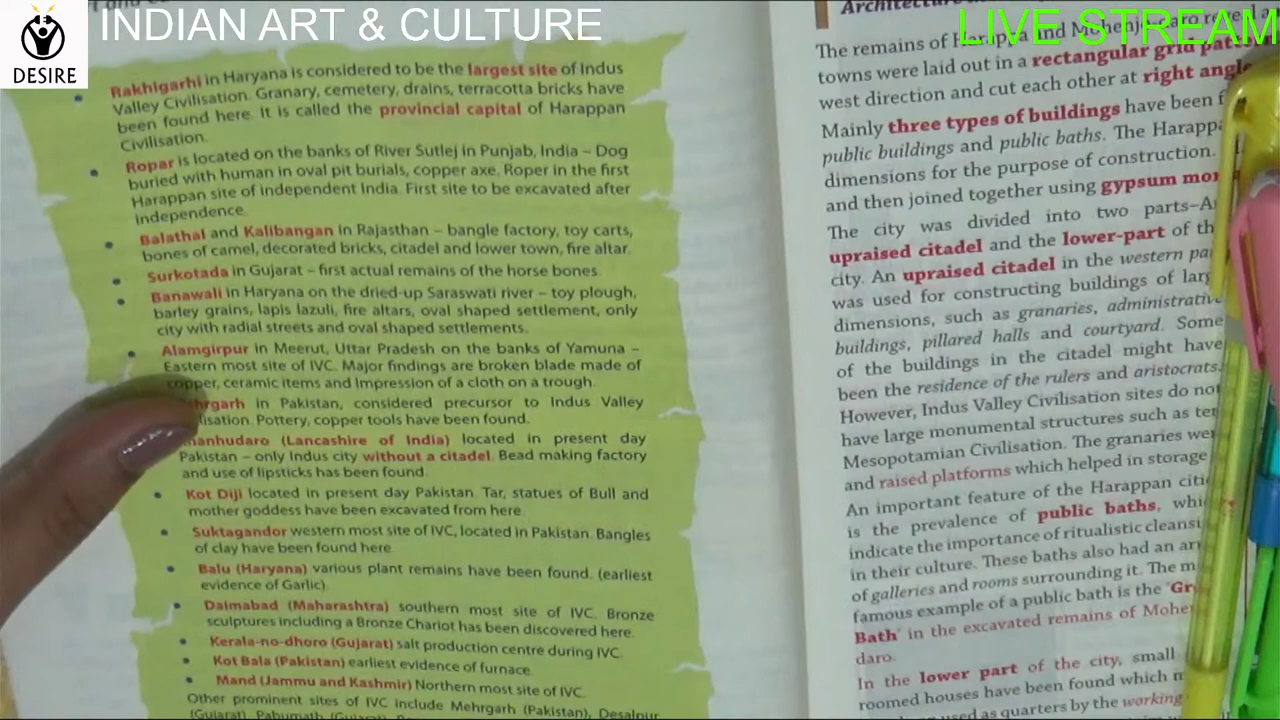 INDIAN ART & CULTURE
LIVE STREAM
DESIRE
Rakhigarhi in Haryana is considered to be the largest site of Indus
Valley Civilisation. Granary, cemetery, drains, terracotta bricks have
been found here. It is called the provincial capital of Harappan
Civilisation.
Ropar is located on the banks of River Sutlej in Punjab, India – Dog
buried with human in oval pit burials, copper axe. Roper in the first
Harappan site of independent India. First site to be excavated after
independence.
Balathal and Kalibangan in Rajasthan – bangle factory, toy carts,
bones of camel, decorated bricks, citadel and lower town, fire altar.
Surkotada in Gujarat – first actual remains of the horse bones.
Banawali in Haryana on the dried-up Saraswati river – toy plough,
barley grains, lapis lazuli, fire altars, oval shaped settlement, only
city with radial streets and oval shaped settlements.
Alamgirpur in Meerut, Uttar Pradesh on the banks of Yamuna –
Eastern most site of IVC. Major findings are broken blade made of
copper, ceramic items and Impression of a cloth on a trough.
in Pakistan, considered precursor to Indus Valley
Pottery, copper tools have been found.
(Lancashire of India) located in present day
Pakistan – only Indus city without a citadel. Bead making factory
and use of lipsticks has been found.
Kot Diji located in present day Pakistan. Tar, statues of Bull and
mother goddess have been excavated from here.
Suktagandor western most site of IVC, located in Pakistan. Bangles
of clay have been found here.
Balu (Haryana) various plant remains have been found. (earliest
evidence of Garlic).
Daimabad (Maharashtra) southern most site of IVC. Bronze
sculptures including a Bronze Chariot has been discovered here.
Kerala-no-dhoro (Gujarat) salt production centre during IVC.
Kot Bala (Pakistan) earliest evidence of furnace.
Mand (Jammu and Kashmir) Northern most site of IVC.
Other prominent sites of IVC include Mehrgarh (Pakistan), Desalpur
The remains of Harappa and
towns were laid out in a rectangular grid
west direction and cut each other at right
Mainly three types of buildings have been
public buildings and public baths. The
dimensions for the purpose of construction.
and then joined together using gypsum
The city was divided into two
upraised citadel and the lower-part of
city. An upraised citadel in the western
was used for constructing buildings of
dimensions, such as granaries, administrative
buildings, pillared halls and courtyard. Some
of the buildings in the citadel might have
been the residence of the rulers and aristocrats.
However, Indus Valley Civilisation sites do not
have large monumental structures such as
Mesopotamian Civilisation. The granaries
and raised platforms which helped in storage
An important feature of the Harappan
is the prevalence of public baths,
indicate the importance of ritualistic
in their culture. These baths also had an
of galleries and rooms surrounding it. The
famous example of a public bath is the
Bath' in the excavated remains of
daro.
In the lower part of the city, small
roomed houses have been found which
used as quarters by the working